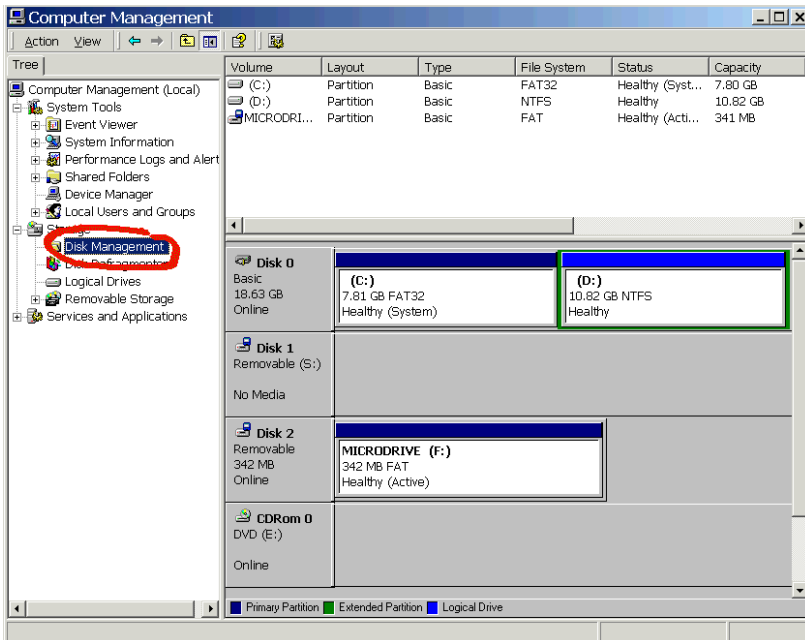 Computer Management
Action View
Tree
Computer Management (Local)
System Tools
Event Viewer
System Information
Performance Logs and Alert
Shared Folders
Device Manager
Local Users and Groups
Storage
Disk Management
Disk Defragmenter
Logical Drives
Removable Storage
Services and Applications
Volume Layout Type File System Status Capacity
(C:) Partition Basic FAT32 Healthy (Syst... 7.80 GB
(D:) Partition Basic NTFS Healthy 10.82 GB
MICRODRI... Partition Basic FAT Healthy (Acti... 341 MB
Disk 0
Basic
18.63 GB
Online
(C:)
7.81 GB FAT32
Healthy (System)
(D:)
10.82 GB NTFS
Healthy
Disk 1
Removable (S:)
No Media
Disk 2
Removable
342 MB
Online
MICRODRIVE (F:)
342 MB FAT
Healthy (Active)
CDRom 0
DVD (E:)
Online
Primary Partition Extended Partition Logical Drive